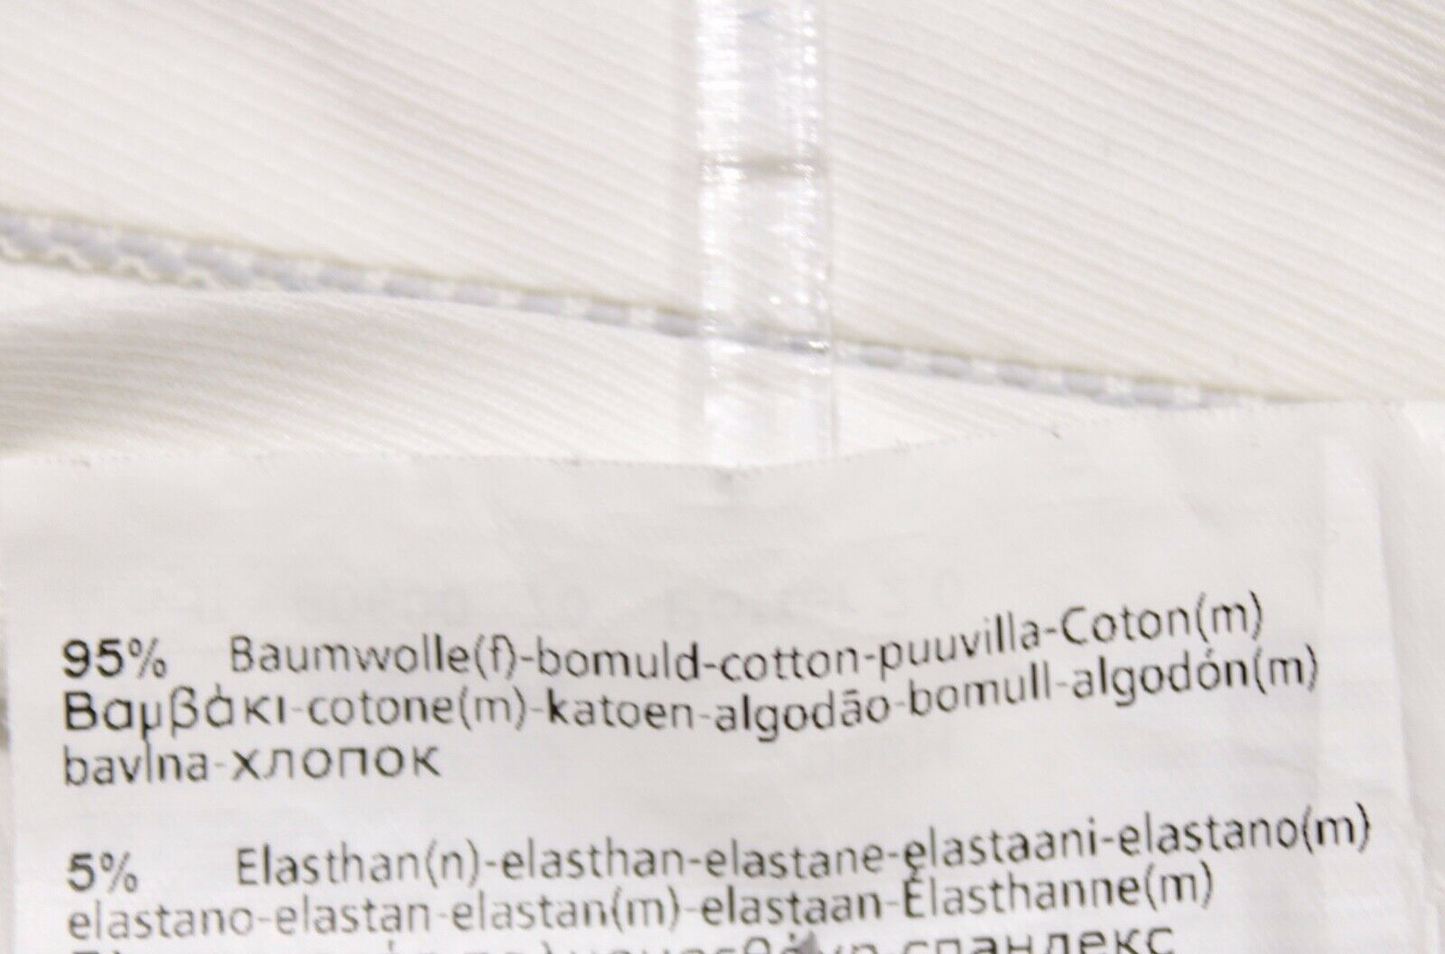 95% Baumwolle(f)-bomuld-cotton-puuvilla-Coton(m)
Βαμβάκι-cotone(m)-katoen-algodão-bomull-algodón(m)
bavlna-хлопок
5% Elasthan(n)-elasthan-elastane-elastaani-elastano(m)
elastano-elastan-elastan(m)-elastaan-Élasthanne(m)
спандекс